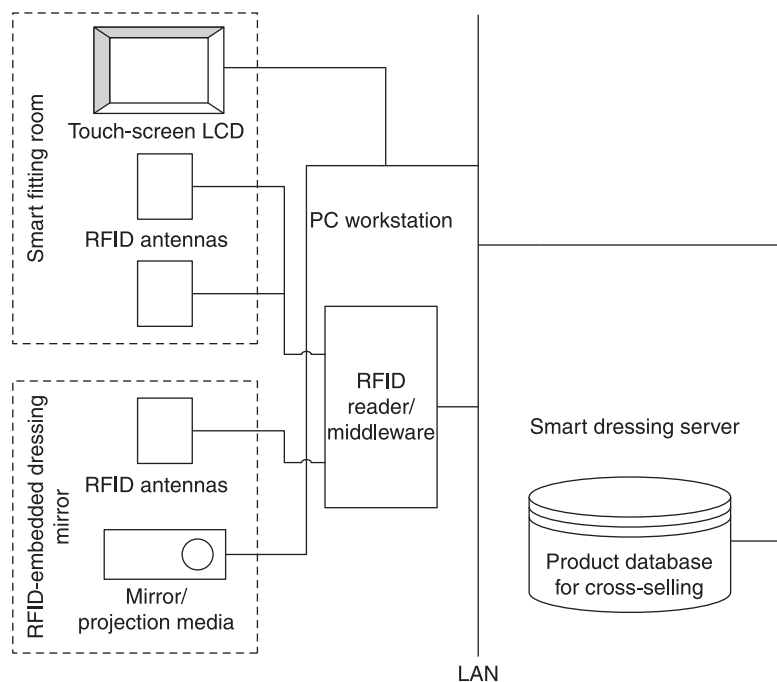 Smart fitting room
Touch-screen LCD
RFID antennas
PC workstation
RFID
reader/
middleware
RFID-embedded dressing
mirror
RFID antennas
Mirror/
projection media
Smart dressing server
Product database
for cross-selling
LAN